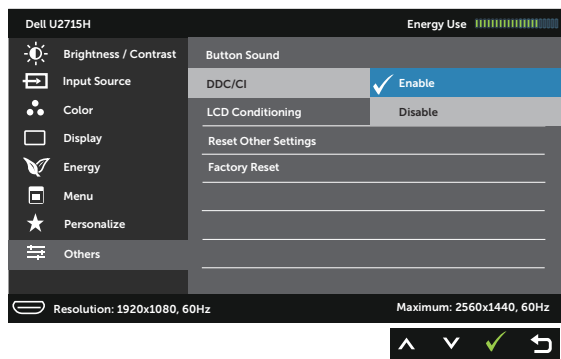 Dell U2715H Energy Use
Brightness / Contrast Button Sound
Input Source DDC/CI Enable
Color LCD Conditioning Disable
Display Reset Other Settings
Energy Factory Reset
Menu
Personalize
Others
Resolution: 1920x1080, 60Hz Maximum: 2560x1440, 60Hz